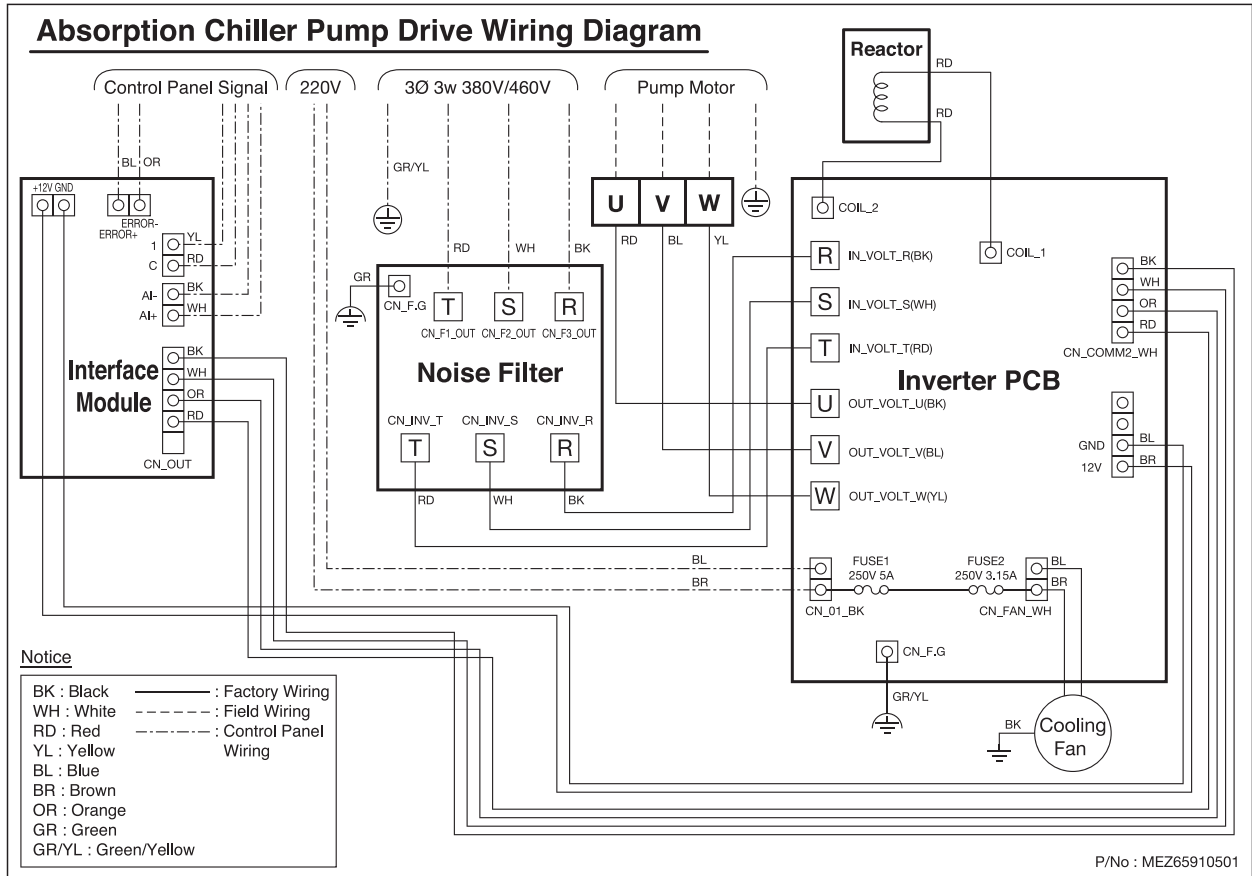 Absorption Chiller Pump Drive Wiring Diagram
Control Panel Signal
220V
3Ø 3w 380V/460V
Pump Motor
Reactor
RD
RD
BL
OR
GR/YL
+12V GND
ERROR-
ERROR+
1
YL
C
RD
AI-
BK
AI+
WH
Interface
Module
BK
WH
OR
RD
CN_OUT
RD
WH
BK
GR
CN_F.G
T
S
R
CN_F1_OUT
CN_F2_OUT
CN_F3_OUT
Noise Filter
CN_INV_T
CN_INV_S
CN_INV_R
T
S
R
RD
WH
BK
U
V
W
RD
BL
YL
COIL_2
COIL_1
R
IN_VOLT_R(BK)
S
IN_VOLT_S(WH)
T
IN_VOLT_T(RD)
Inverter PCB
U
OUT_VOLT_U(BK)
V
OUT_VOLT_V(BL)
W
OUT_VOLT_W(YL)
BK
WH
OR
RD
CN_COMM2_WH
GND
BL
12V
BR
BL
BR
FUSE1
250V 5A
FUSE2
250V 3.15A
BL
BR
CN_01_BK
CN_FAN_WH
CN_F.G
GR/YL
BK
Cooling
Fan
Notice
BK : Black
WH : White
RD : Red
YL : Yellow
BL : Blue
BR : Brown
OR : Orange
GR : Green
GR/YL : Green/Yellow
: Factory Wiring
: Field Wiring
: Control Panel
Wiring
P/No : MEZ65910501